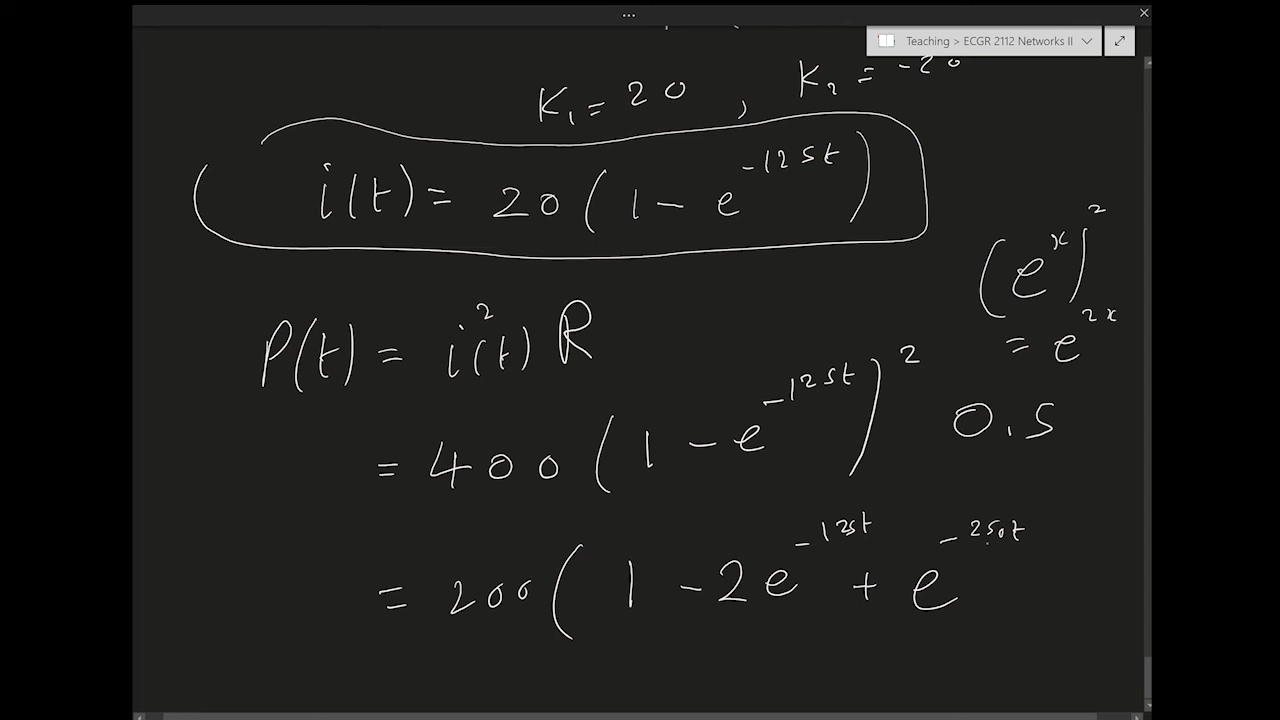 Teaching > ECGR 2112 Networks II
K₁ = 20 , K₂ = -20
i(t) = 20 ( 1 - e^{-125t} )
(e^x)^2
= e^{2x}
P(t) = i²(t) R
= 400 ( 1 - e^{-125t} )² 0.5
= 200 ( 1 - 2e^{-125t} + e^{-250t}